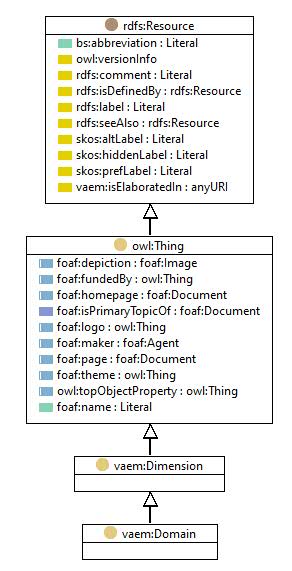 rdfs:Resource
bs:abbreviation : Literal
owl:versionInfo
rdfs:comment : Literal
rdfs:isDefinedBy : rdfs:Resource
rdfs:label : Literal
rdfs:seeAlso : rdfs:Resource
skos:altLabel : Literal
skos:hiddenLabel : Literal
skos:prefLabel : Literal
vaem:isElaboratedIn : anyURI
owl:Thing
foaf:depiction : foaf:Image
foaf:fundedBy : owl:Thing
foaf:homepage : foaf:Document
foaf:isPrimaryTopicOf : foaf:Document
foaf:logo : owl:Thing
foaf:maker : foaf:Agent
foaf:page : foaf:Document
foaf:theme : owl:Thing
owl:topObjectProperty : owl:Thing
foaf:name : Literal
vaem:Dimension
vaem:Domain